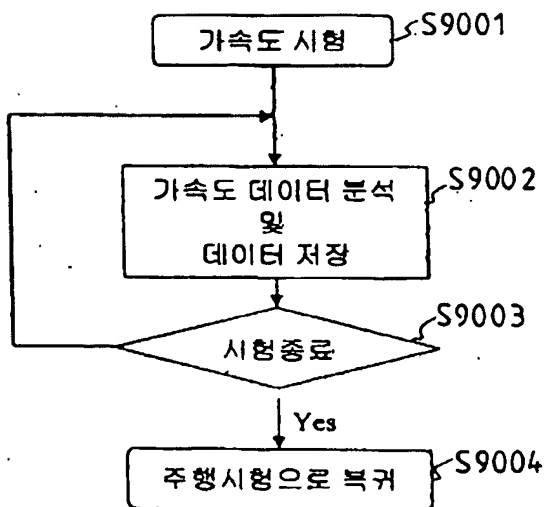 가속도 시험
S9001
가속도 데이터 분석
및
데이터 저장
S9002
시험종료
S9003
Yes
주행시험으로 복귀
S9004